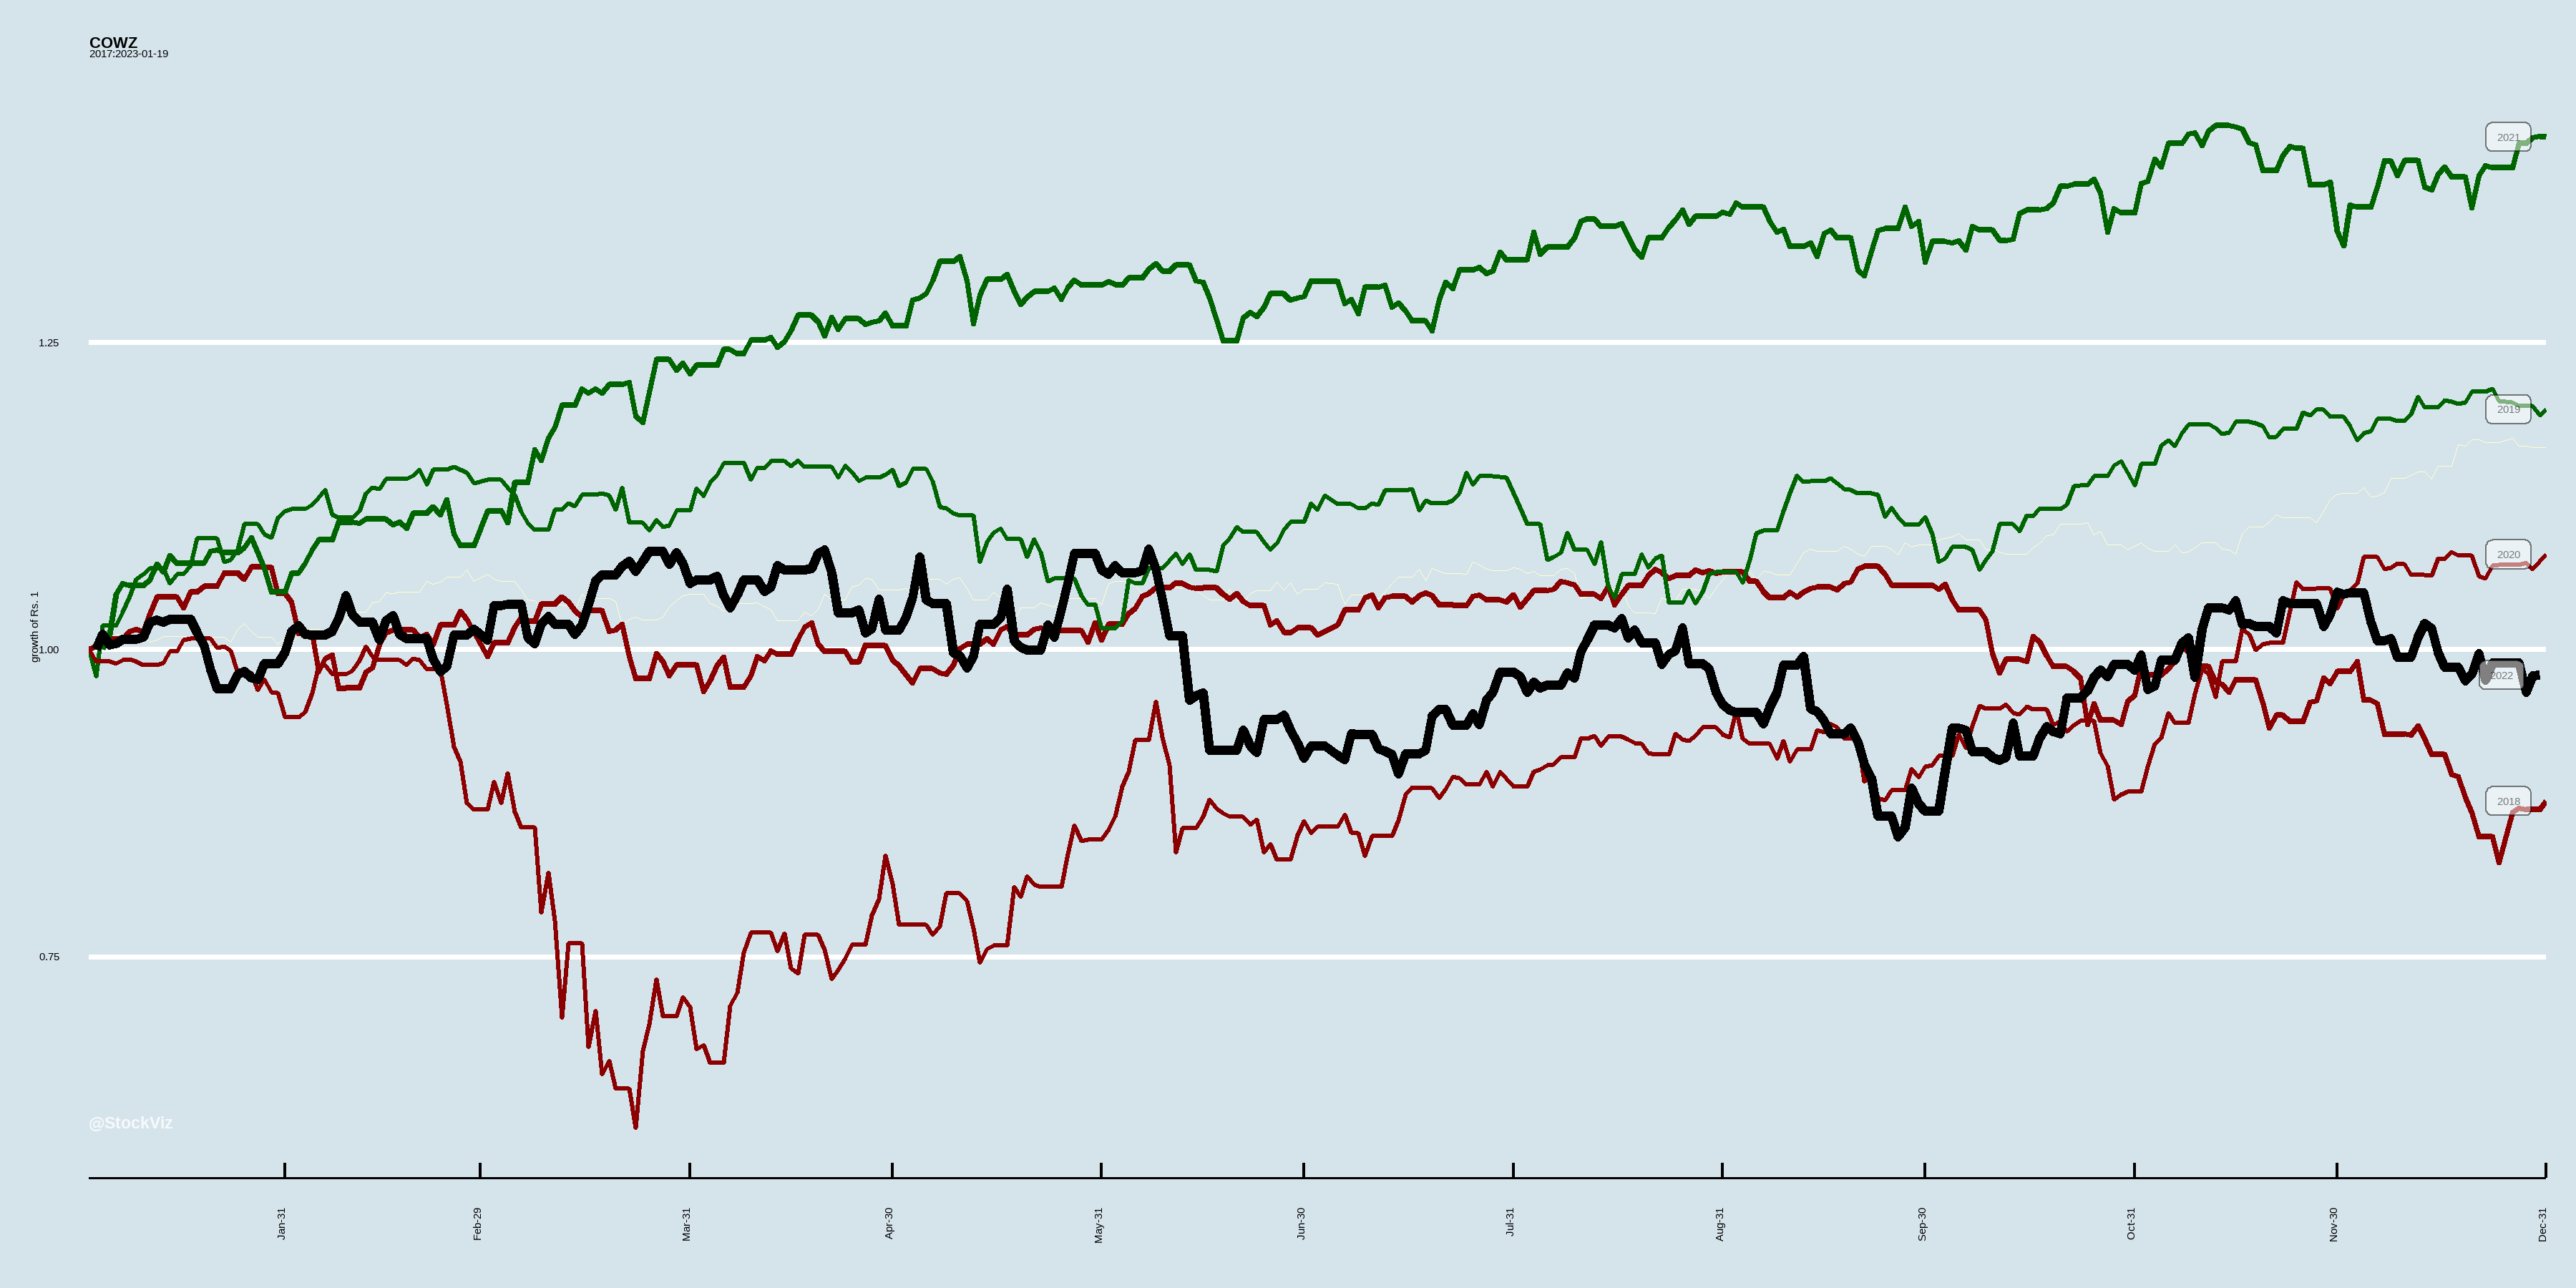 COWZ
2017:2023-01-19
2021
1.25
2019
2020
growth of Rs. 1
1.00
2022
2018
0.75
@StockViz
Jan-31
Feb-29
Mar-31
Apr-30
May-31
Jun-30
Jul-31
Aug-31
Sep-30
Oct-31
Nov-30
Dec-31